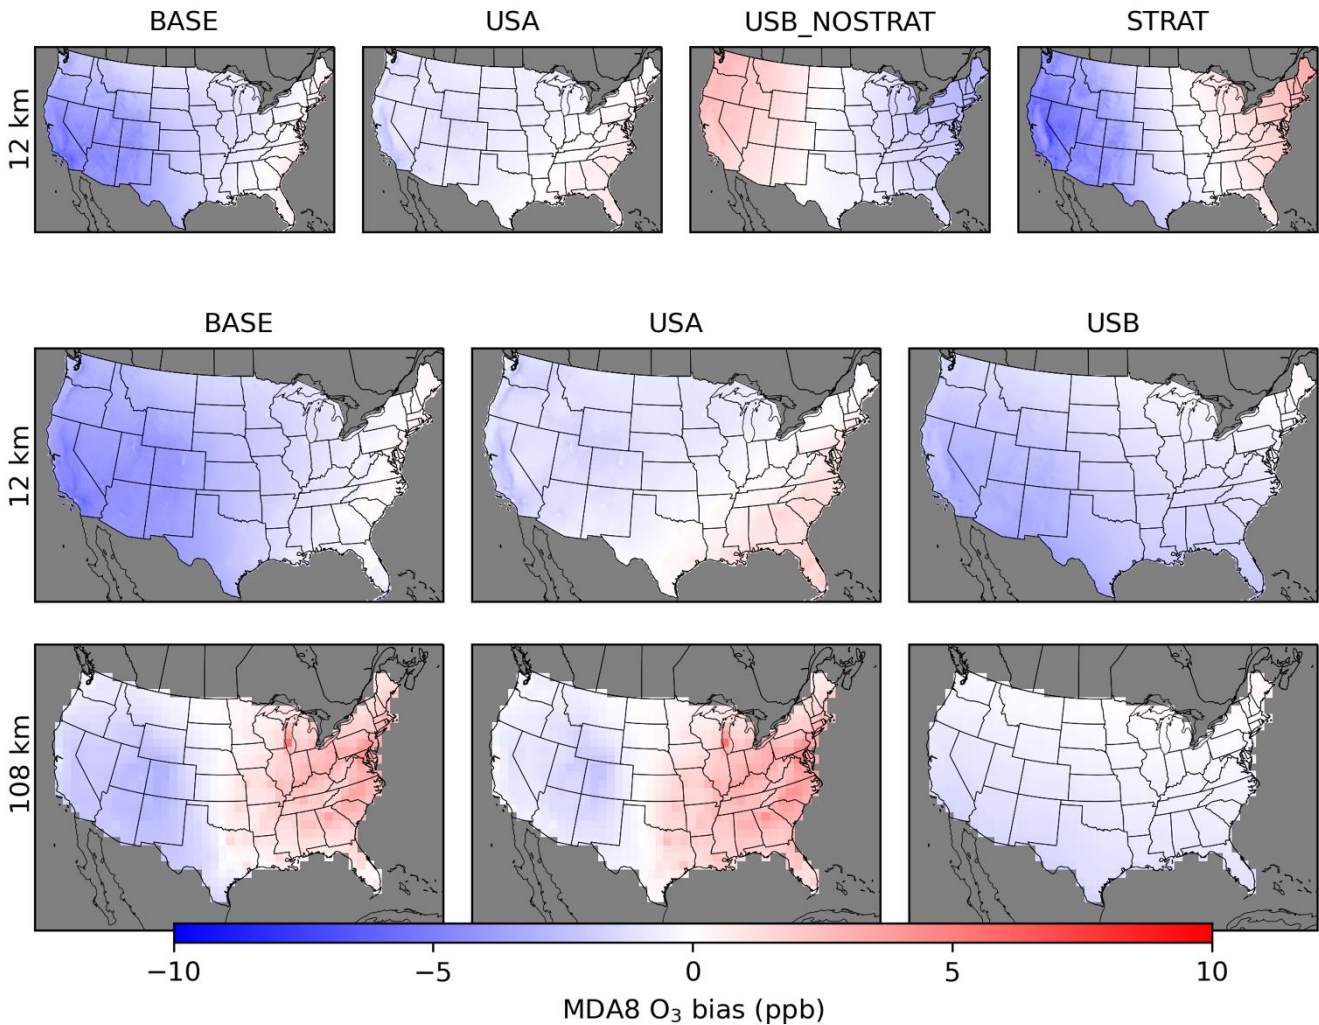 BASE USA USB_NOSTRAT STRAT
12 km
BASE USA USB
12 km
108 km
−10 −5 0 5 10
MDA8 O₃ bias (ppb)